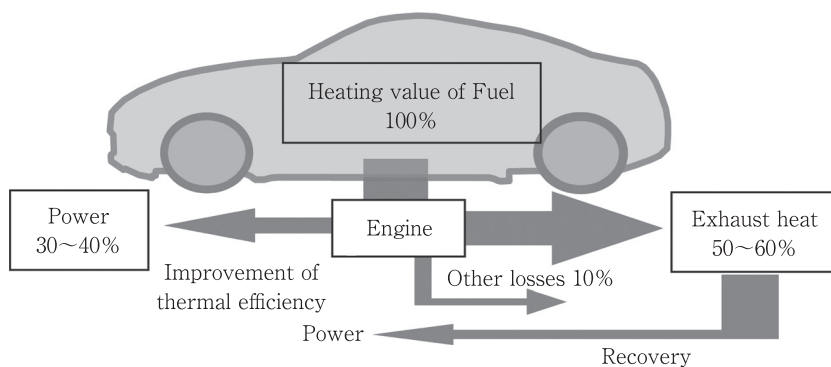 Heating value of Fuel
100%
Power
30～40%
Engine
Exhaust heat
50～60%
Improvement of
thermal efficiency
Other losses 10%
Power
Recovery